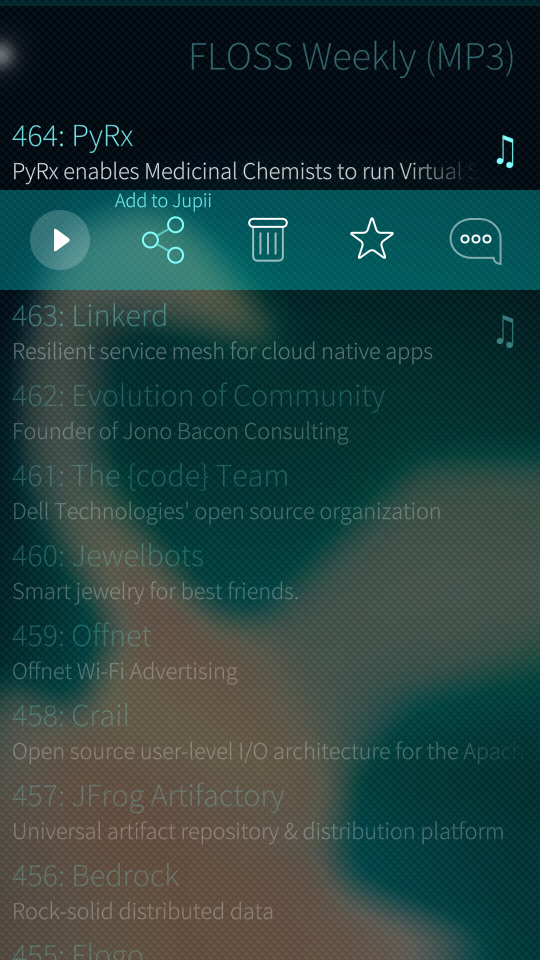 FLOSS Weekly (MP3)
464: PyRx
PyRx enables Medicinal Chemists to run Virtual
Add to Jupii
463: Linkerd
Resilient service mesh for cloud native apps
462: Evolution of Community
Founder of Jono Bacon Consulting
461: The {code} Team
Dell Technologies' open source organization
460: Jewelbots
Smart jewelry for best friends.
459: Offnet
Offnet Wi-Fi Advertising
458: Crail
Open source user-level I/O architecture for the Apach
457: JFrog Artifactory
Universal artifact repository & distribution platform
456: Bedrock
Rock-solid distributed data
455: Flogo